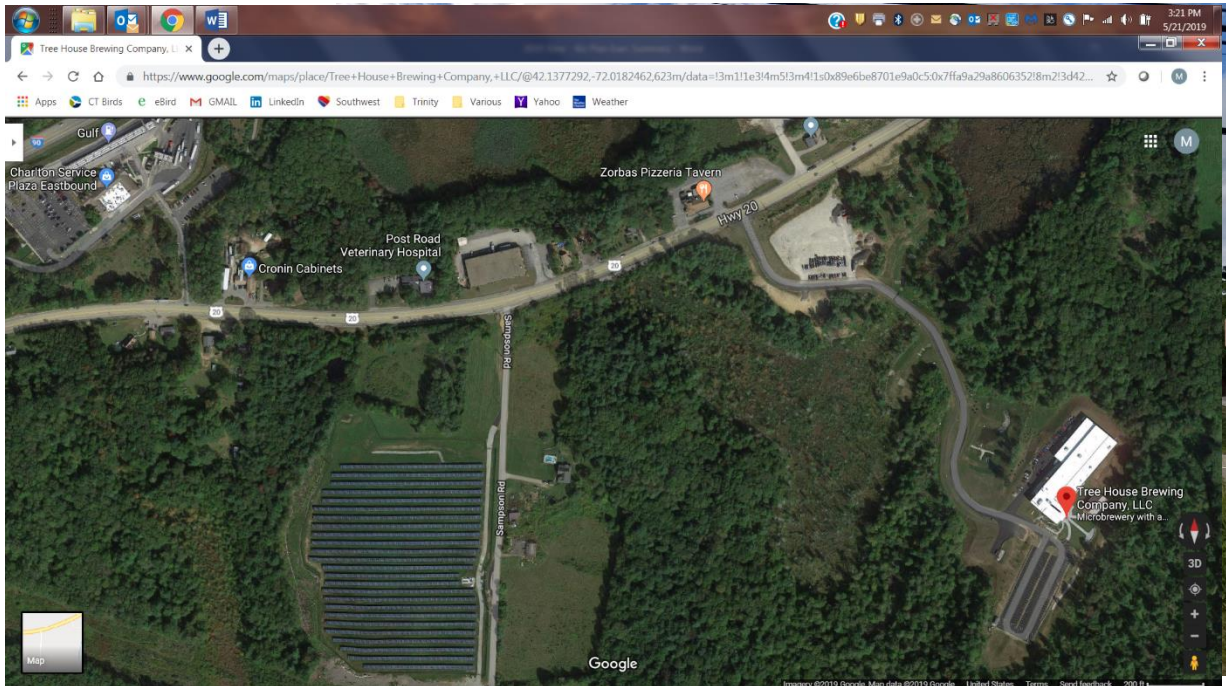 3:21 PM
5/21/2019
Tree House Brewing Company, L
https://www.google.com/maps/place/Tree+House+Brewing+Company,+LLC/@42.1377292,-72.0182462,623m/data=!3m1!1e3!4m5!3m4!1s0x89e6be8701e9a0c5:0x7ffa9a29a8606352!8m2!3d42...
M
Apps CT Birds eBird GMAIL LinkedIn Southwest Trinity Various Yahoo Weather
Gulf
90
M
Charlton Service
Plaza Eastbound
Zorbas Pizzeria Tavern
Hwy 20
Post Road
Veterinary Hospital
Cronin Cabinets
20
20
20
Sampson Rd
Sampson Rd
Tree House Brewing
Company, LLC
Microbrewery with a...
3D
Map
Google
Imagery ©2019 Google, Map data ©2019 Google United States Terms Send feedback 200 ft